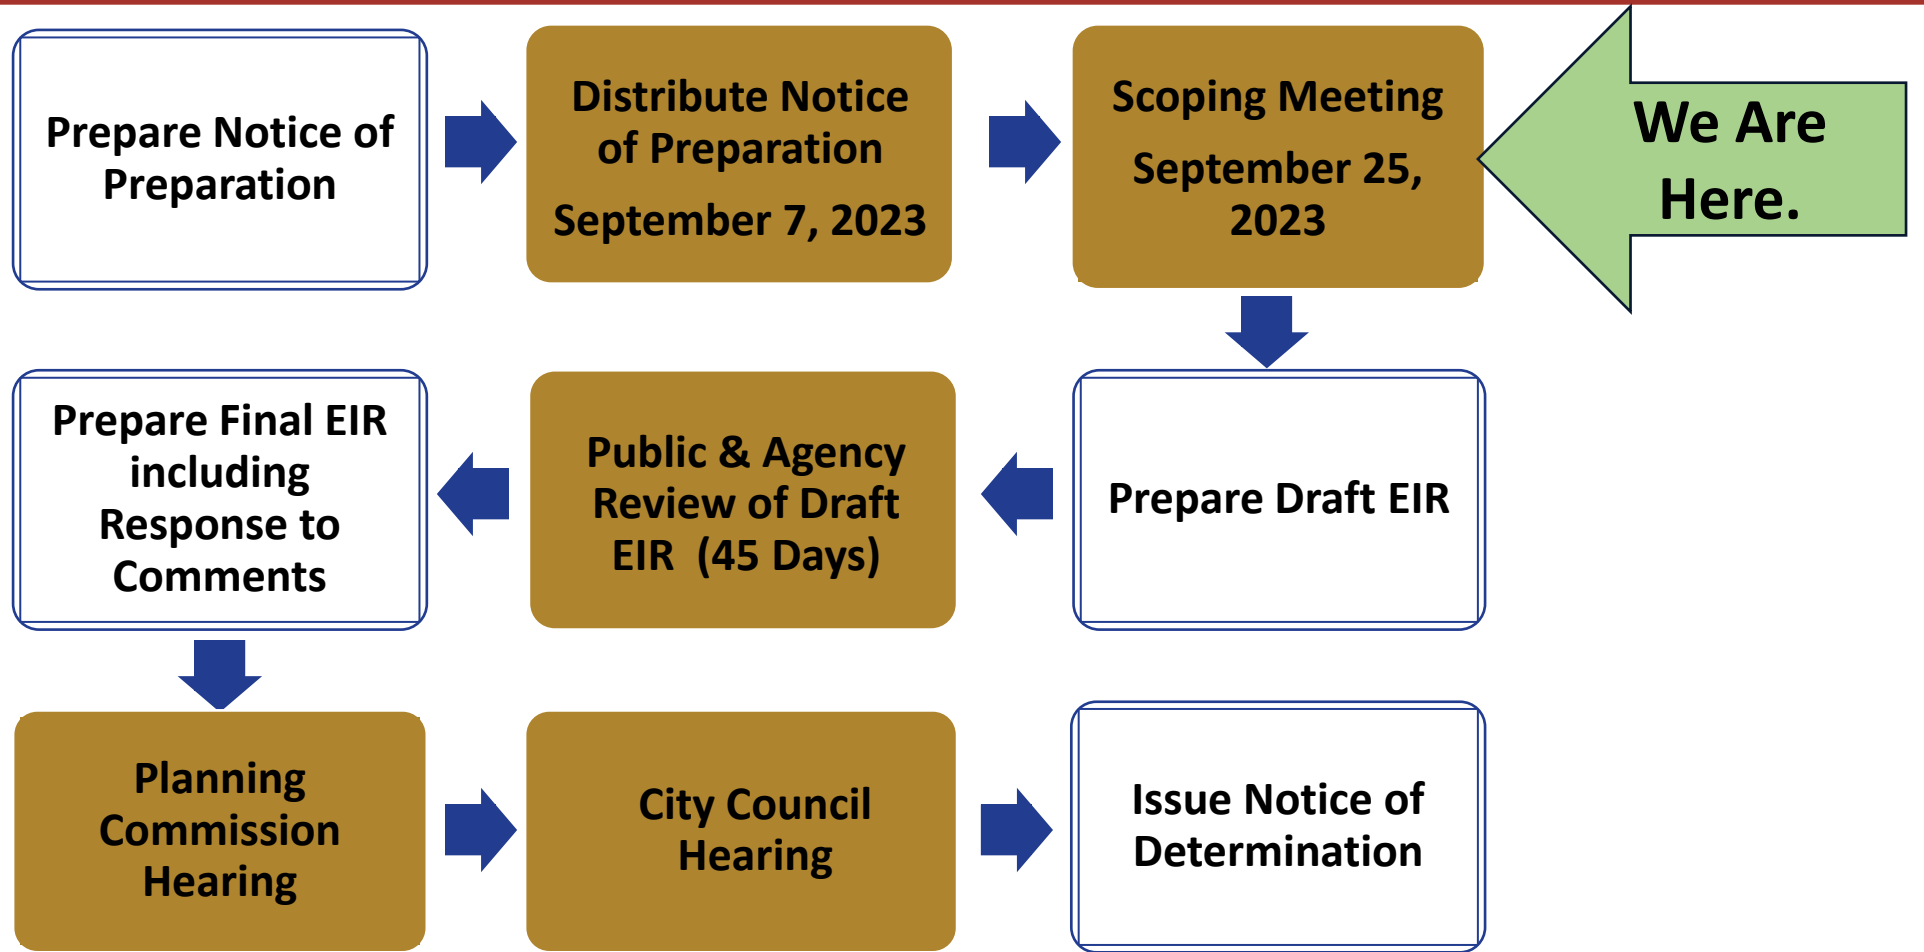 Prepare Notice of
Preparation
Distribute Notice
of Preparation
September 7, 2023
Scoping Meeting
September 25,
2023
We Are
Here.
Prepare Draft EIR
Public & Agency
Review of Draft
EIR (45 Days)
Prepare Final EIR
including
Response to
Comments
Planning
Commission
Hearing
City Council
Hearing
Issue Notice of
Determination